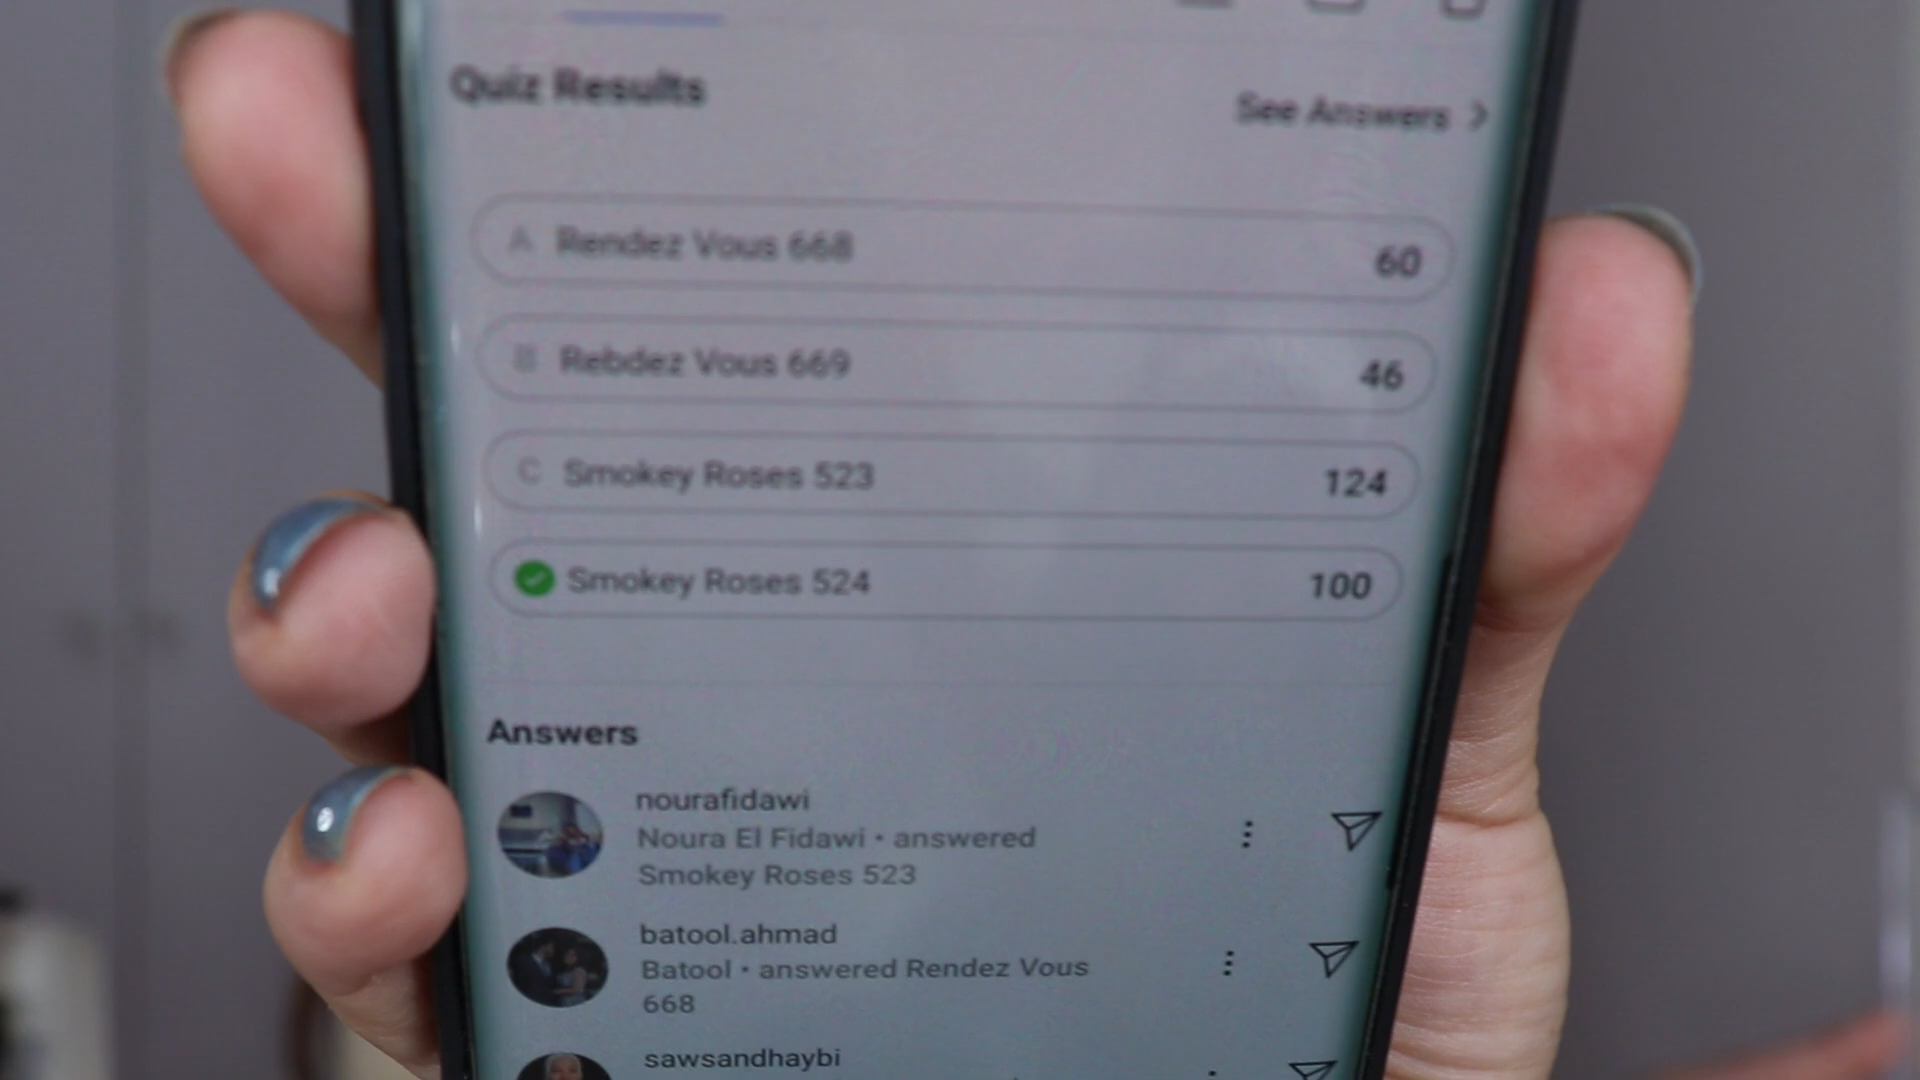 Quiz Results
See Answers
A Rendez Vous 668 60
B Rebdez Vous 669 46
C Smokey Roses 523 124
Smokey Roses 524 100
Answers
nourafidawi
Noura El Fidawi • answered
Smokey Roses 523
batool.ahmad
Batool • answered Rendez Vous
668
sawsandhaybi